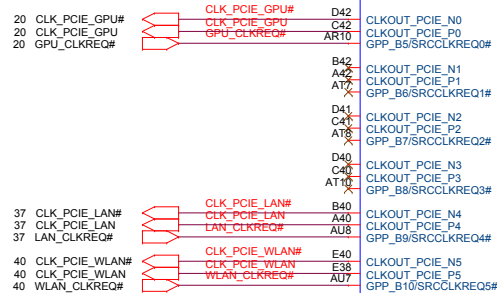 CLK_PCIE_GPU# D42
20 CLK_PCIE_GPU# CLK_PCIE_GPU C42 CLKOUT_PCIE_N0
20 CLK_PCIE_GPU GPU_CLKREQ# AR10 CLKOUT_PCIE_P0
20 GPU_CLKREQ# GPP_B5/SRCCLKREQ0#
B42 CLKOUT_PCIE_N1
A42 CLKOUT_PCIE_P1
AT7 GPP_B6/SRCCLKREQ1#
D41 CLKOUT_PCIE_N2
C41 CLKOUT_PCIE_P2
AT8 GPP_B7/SRCCLKREQ2#
D40 CLKOUT_PCIE_N3
C40 CLKOUT_PCIE_P3
AT10 GPP_B8/SRCCLKREQ3#
CLK_PCIE_LAN# B40
37 CLK_PCIE_LAN# CLK_PCIE_LAN A40 CLKOUT_PCIE_N4
37 CLK_PCIE_LAN LAN_CLKREQ# AU8 CLKOUT_PCIE_P4
37 LAN_CLKREQ# GPP_B9/SRCCLKREQ4#
CLK_PCIE_WLAN# E40
40 CLK_PCIE_WLAN# CLK_PCIE_WLAN E38 CLKOUT_PCIE_N5
40 CLK_PCIE_WLAN WLAN_CLKREQ# AU7 CLKOUT_PCIE_P5
40 WLAN_CLKREQ# GPP_B10/SRCCLKREQ5#